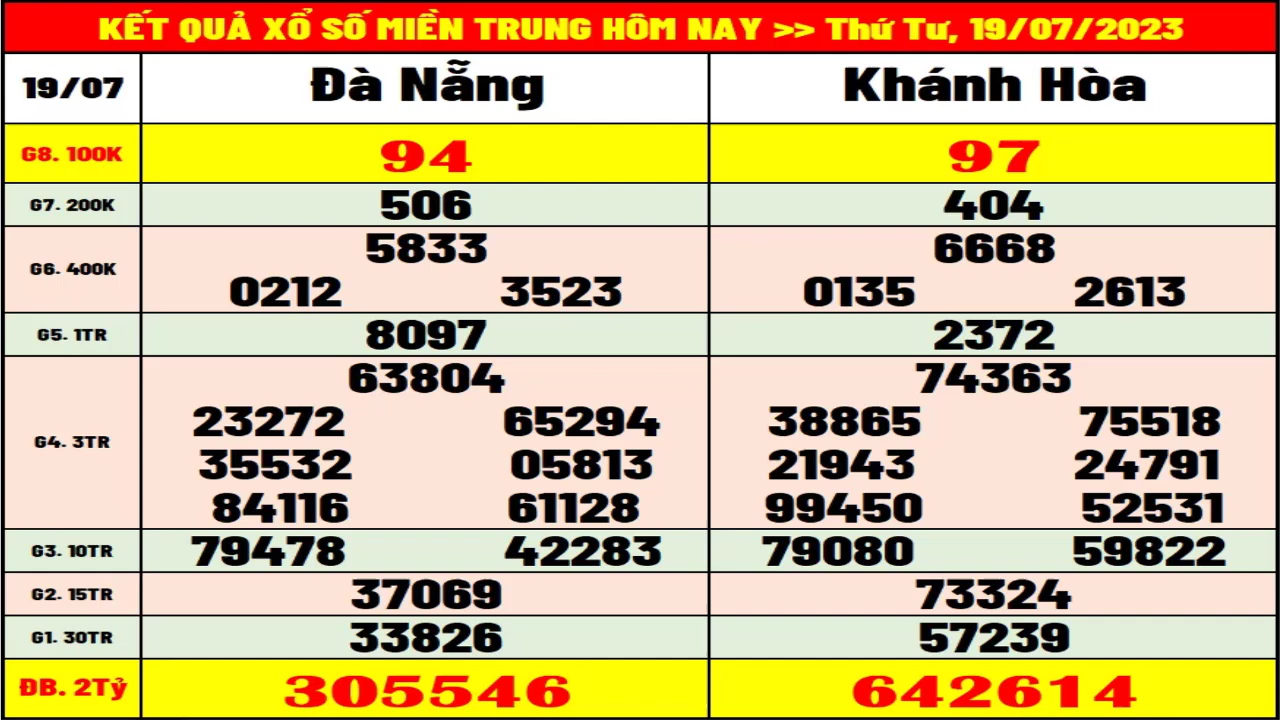 KẾT QUẢ XỔ SỐ MIỀN TRUNG HÔM NAY >> Thứ Tư, 19/07/2023
19/07 Đà Nẵng Khánh Hòa
G8. 100K 94 97
G7. 200K 506 404
G6. 400K
5833 6668
0212 3523 0135 2613
G5. 1TR 8097 2372
G4. 3TR
63804 74363
23272 65294 38865 75518
35532 05813 21943 24791
84116 61128 99450 52531
G3. 10TR 79478 42283 79080 59822
G2. 15TR 37069 73324
G1. 30TR 33826 57239
ĐB. 2Tỷ 305546 642614